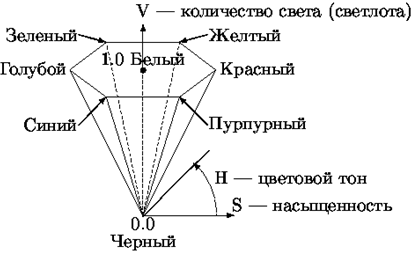 V — количество света (светлота)
Зеленый Желтый
1.0 Белый
Голубой Красный
Синий Пурпурный
H — цветовой тон
S — насыщенность
0.0
Черный